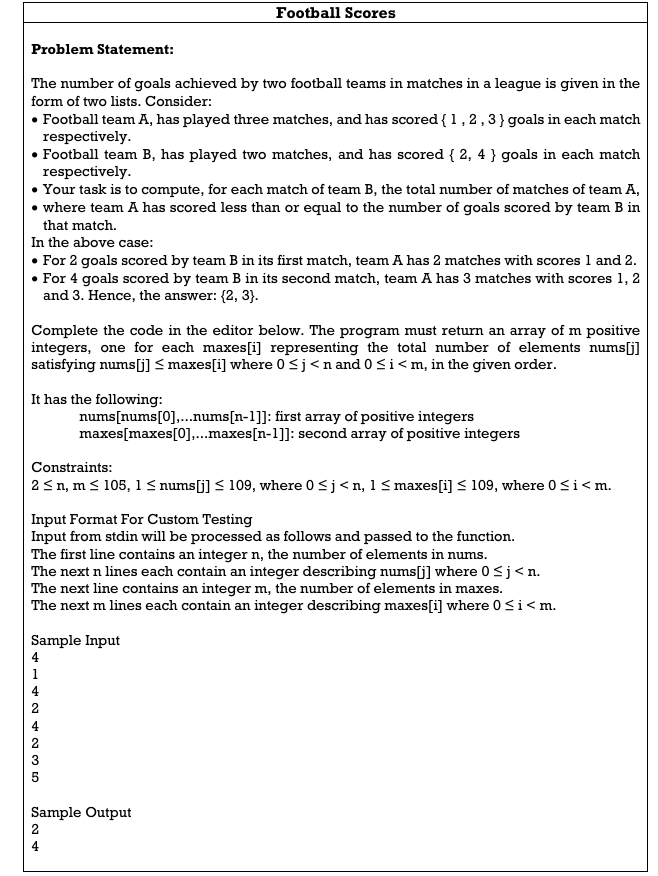 Football Scores
Problem Statement:
The number of goals achieved by two football teams in matches in a league is given in the
form of two lists. Consider:
• Football team A, has played three matches, and has scored { 1 , 2 , 3 } goals in each match
respectively.
• Football team B, has played two matches, and has scored { 2, 4 } goals in each match
respectively.
• Your task is to compute, for each match of team B, the total number of matches of team A,
• where team A has scored less than or equal to the number of goals scored by team B in
that match.
In the above case:
• For 2 goals scored by team B in its first match, team A has 2 matches with scores 1 and 2.
• For 4 goals scored by team B in its second match, team A has 3 matches with scores 1, 2
and 3. Hence, the answer: {2, 3}.
Complete the code in the editor below. The program must return an array of m positive
integers, one for each maxes[i] representing the total number of elements nums[j]
satisfying nums[j] ≤ maxes[i] where 0 ≤ j < n and 0 ≤ i < m, in the given order.
It has the following:
nums[nums[0],...nums[n-1]]: first array of positive integers
maxes[maxes[0],...maxes[n-1]]: second array of positive integers
Constraints:
2 ≤ n, m ≤ 105, 1 ≤ nums[j] ≤ 109, where 0 ≤ j < n, 1 ≤ maxes[i] ≤ 109, where 0 ≤ i < m.
Input Format For Custom Testing
Input from stdin will be processed as follows and passed to the function.
The first line contains an integer n, the number of elements in nums.
The next n lines each contain an integer describing nums[j] where 0 ≤ j < n.
The next line contains an integer m, the number of elements in maxes.
The next m lines each contain an integer describing maxes[i] where 0 ≤ i < m.
Sample Input
4
1
4
2
4
2
3
5
Sample Output
2
4